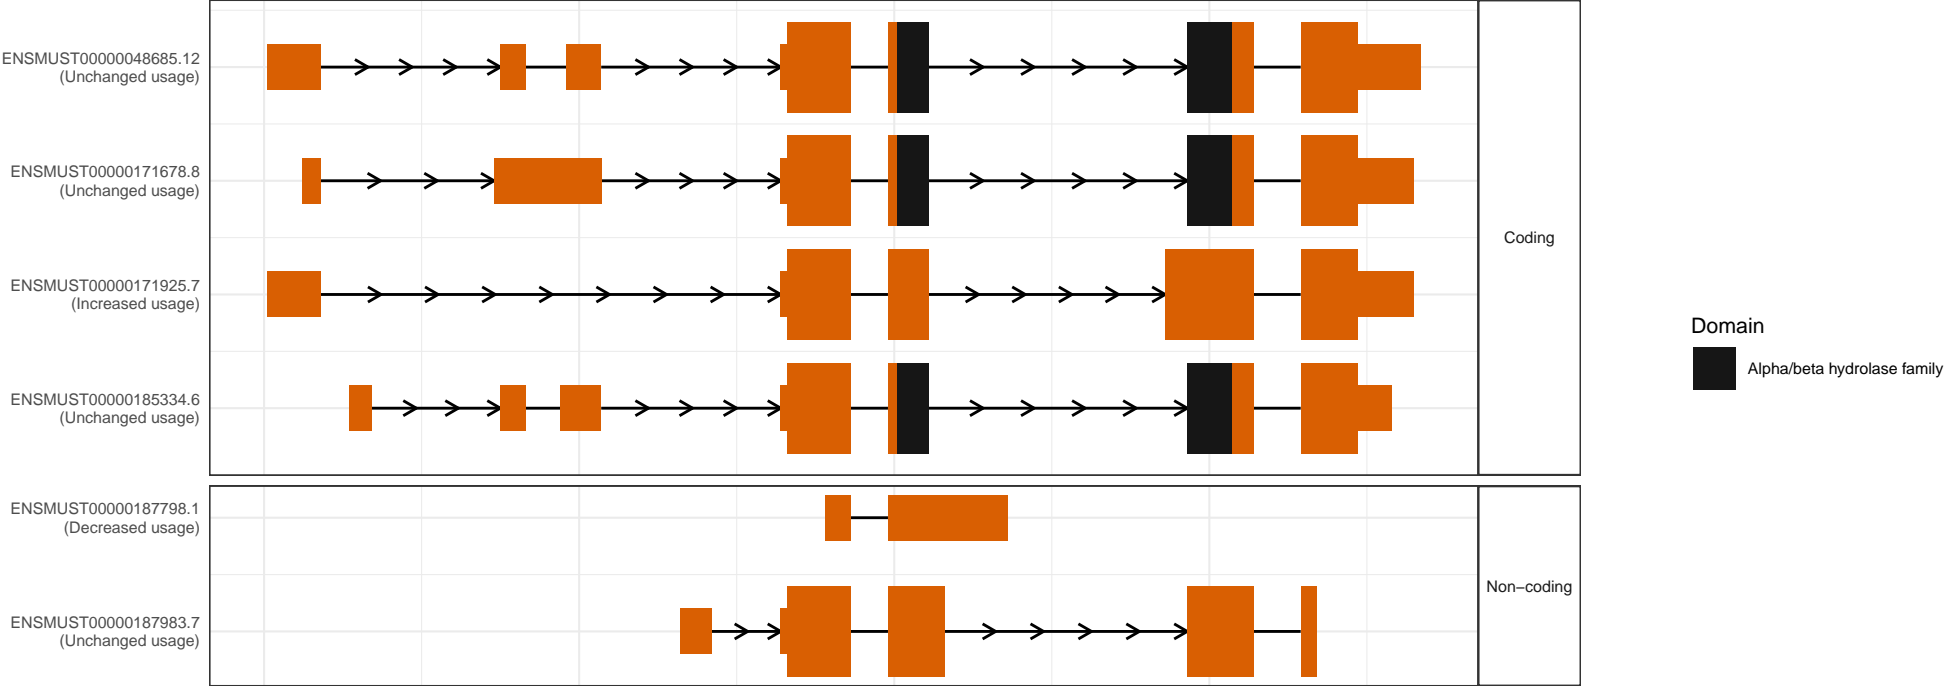 ENSMUST00000048685.12
(Unchanged usage)
ENSMUST00000171678.8
(Unchanged usage)
ENSMUST00000171925.7
(Increased usage)
ENSMUST00000185334.6
(Unchanged usage)
Coding
ENSMUST00000187798.1
(Decreased usage)
ENSMUST00000187983.7
(Unchanged usage)
Non−coding
Domain
Alpha/beta hydrolase family